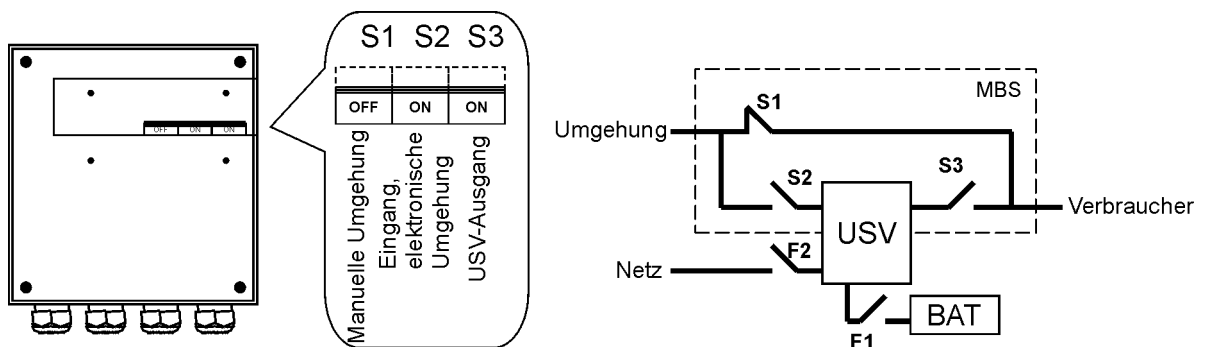 S1 S2 S3
OFF ON ON
OFF ON ON
Manuelle Umgehung
Eingang,
elektronische
Umgehung
USV-Ausgang
MBS
S1
Umgehung
S2
S3
USV
Verbraucher
F2
Netz
BAT
F1